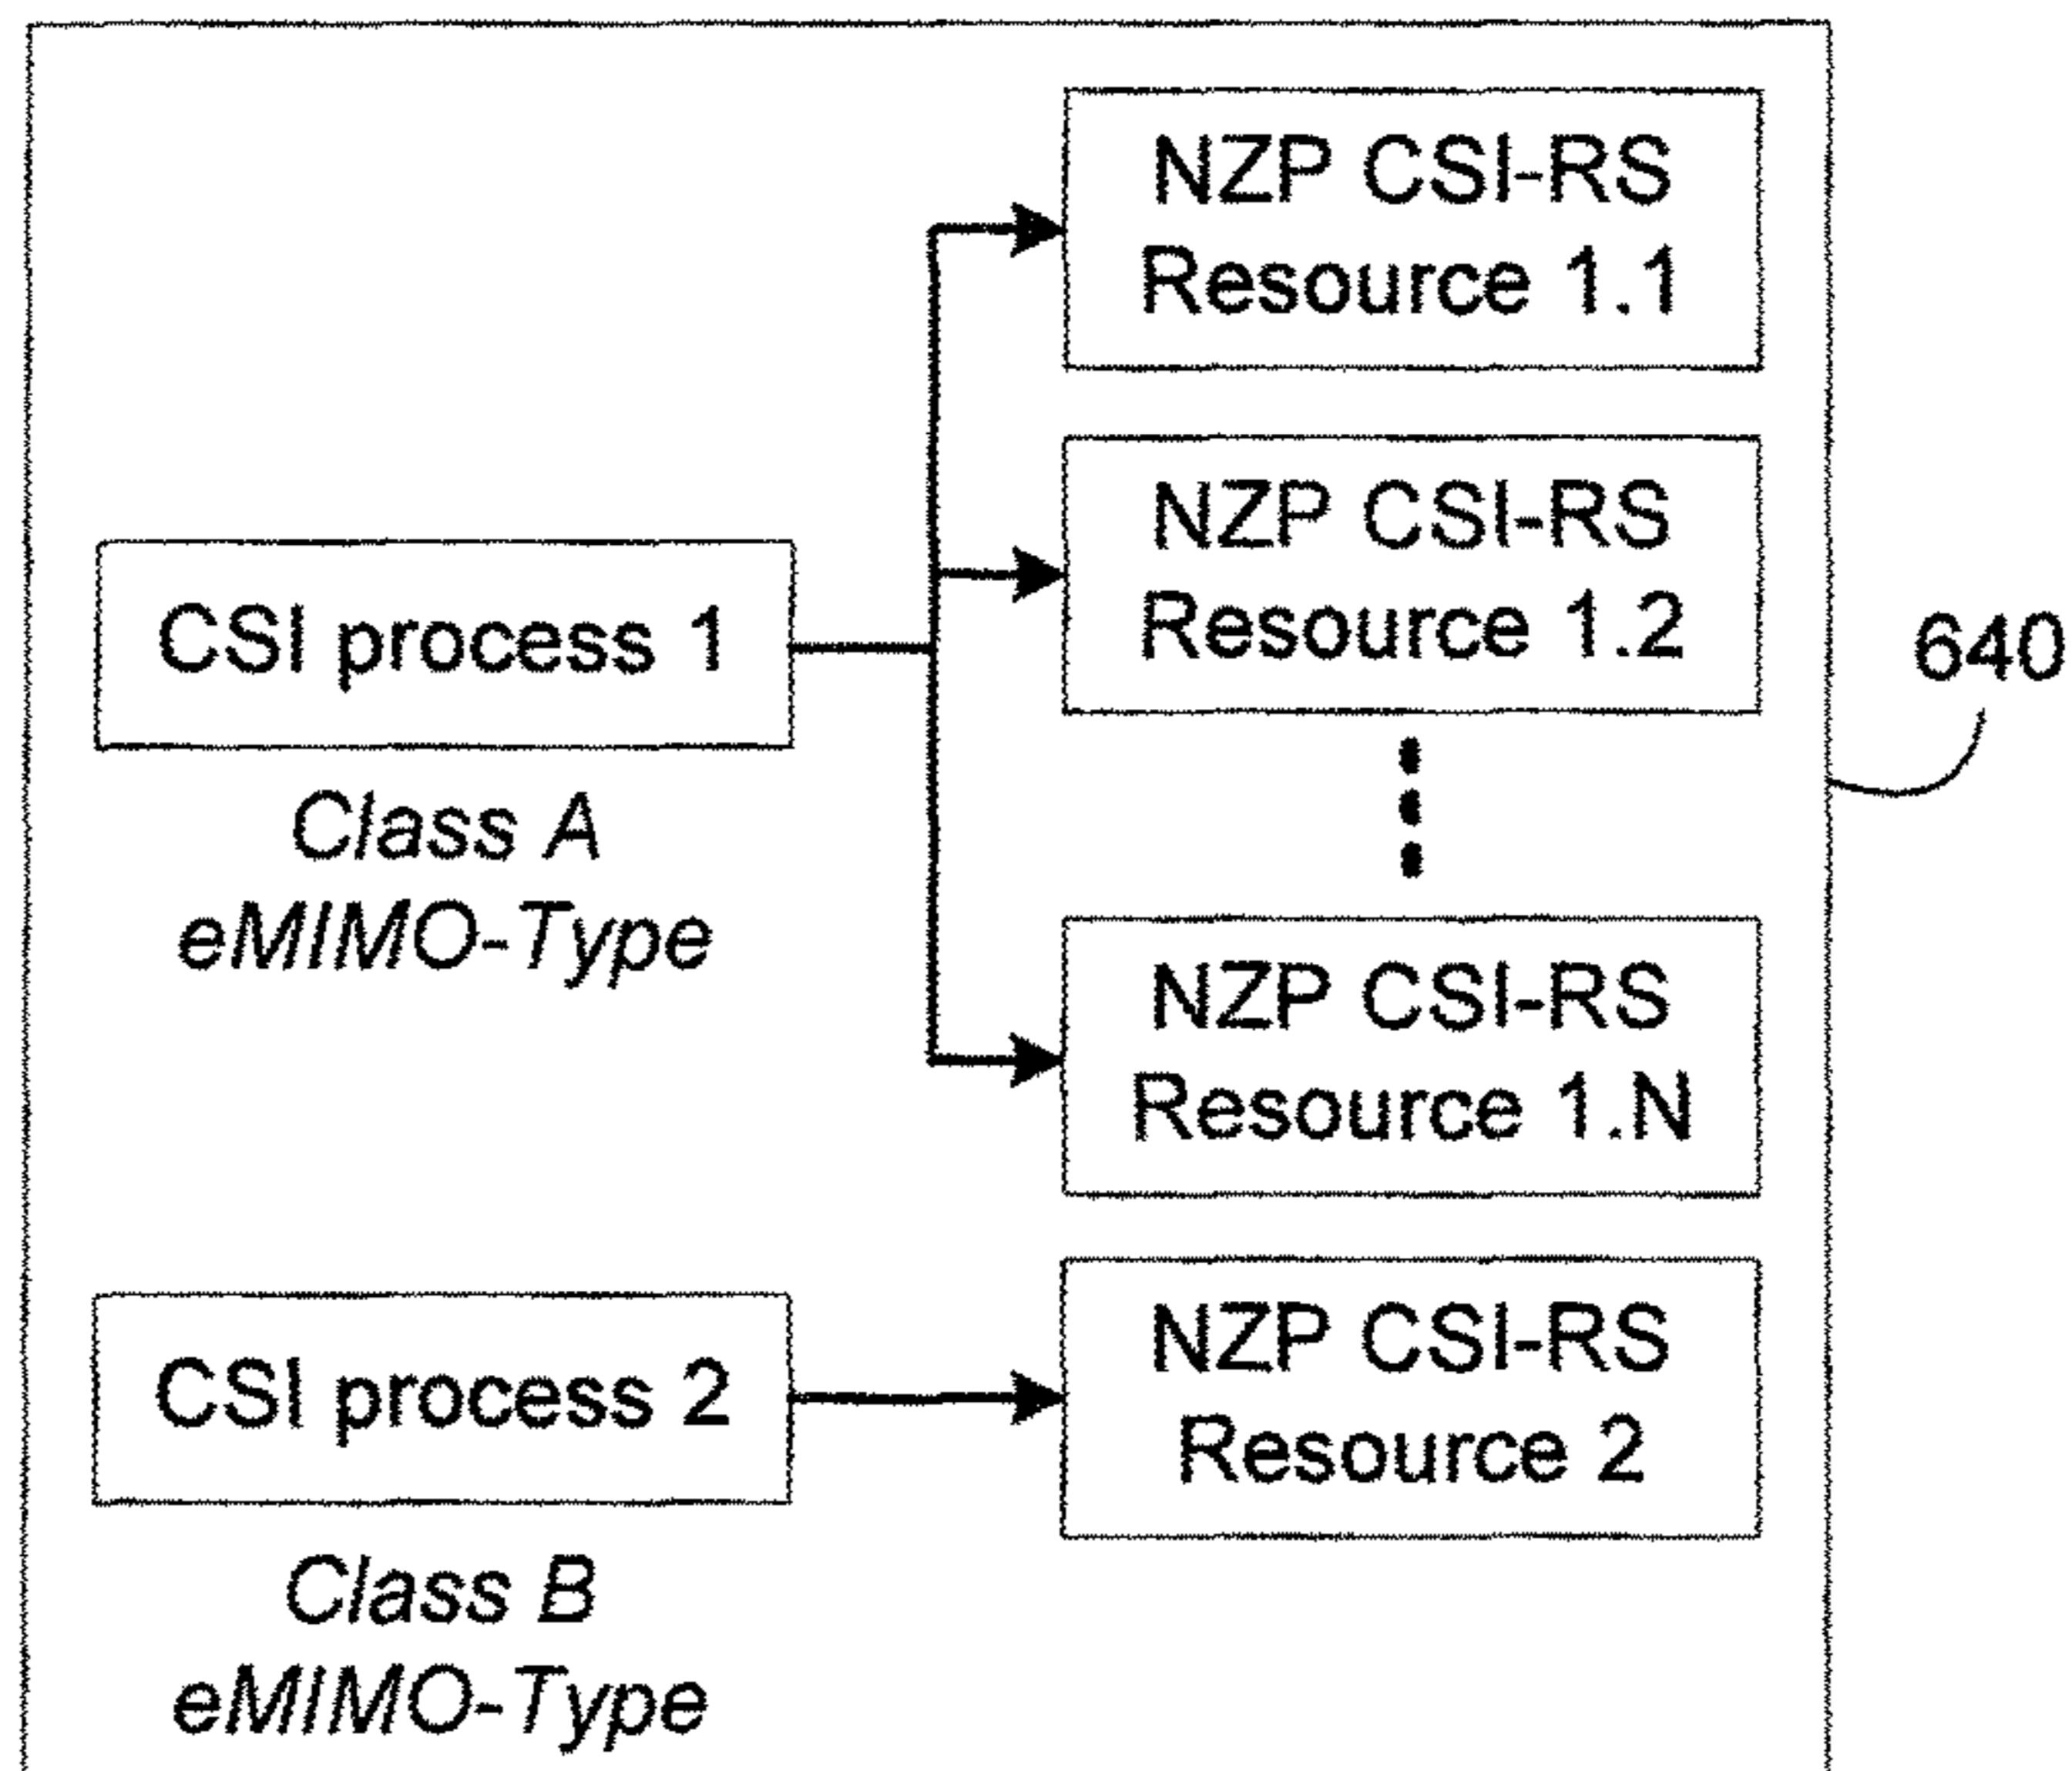 NZP CSI-RS
Resource 1.1
NZP CSI-RS
Resource 1.2
640
CSI process 1
Class A
eMIMO-Type
NZP CSI-RS
Resource 1.N
NZP CSI-RS
Resource 2
CSI process 2
Class B
eMIMO-Type